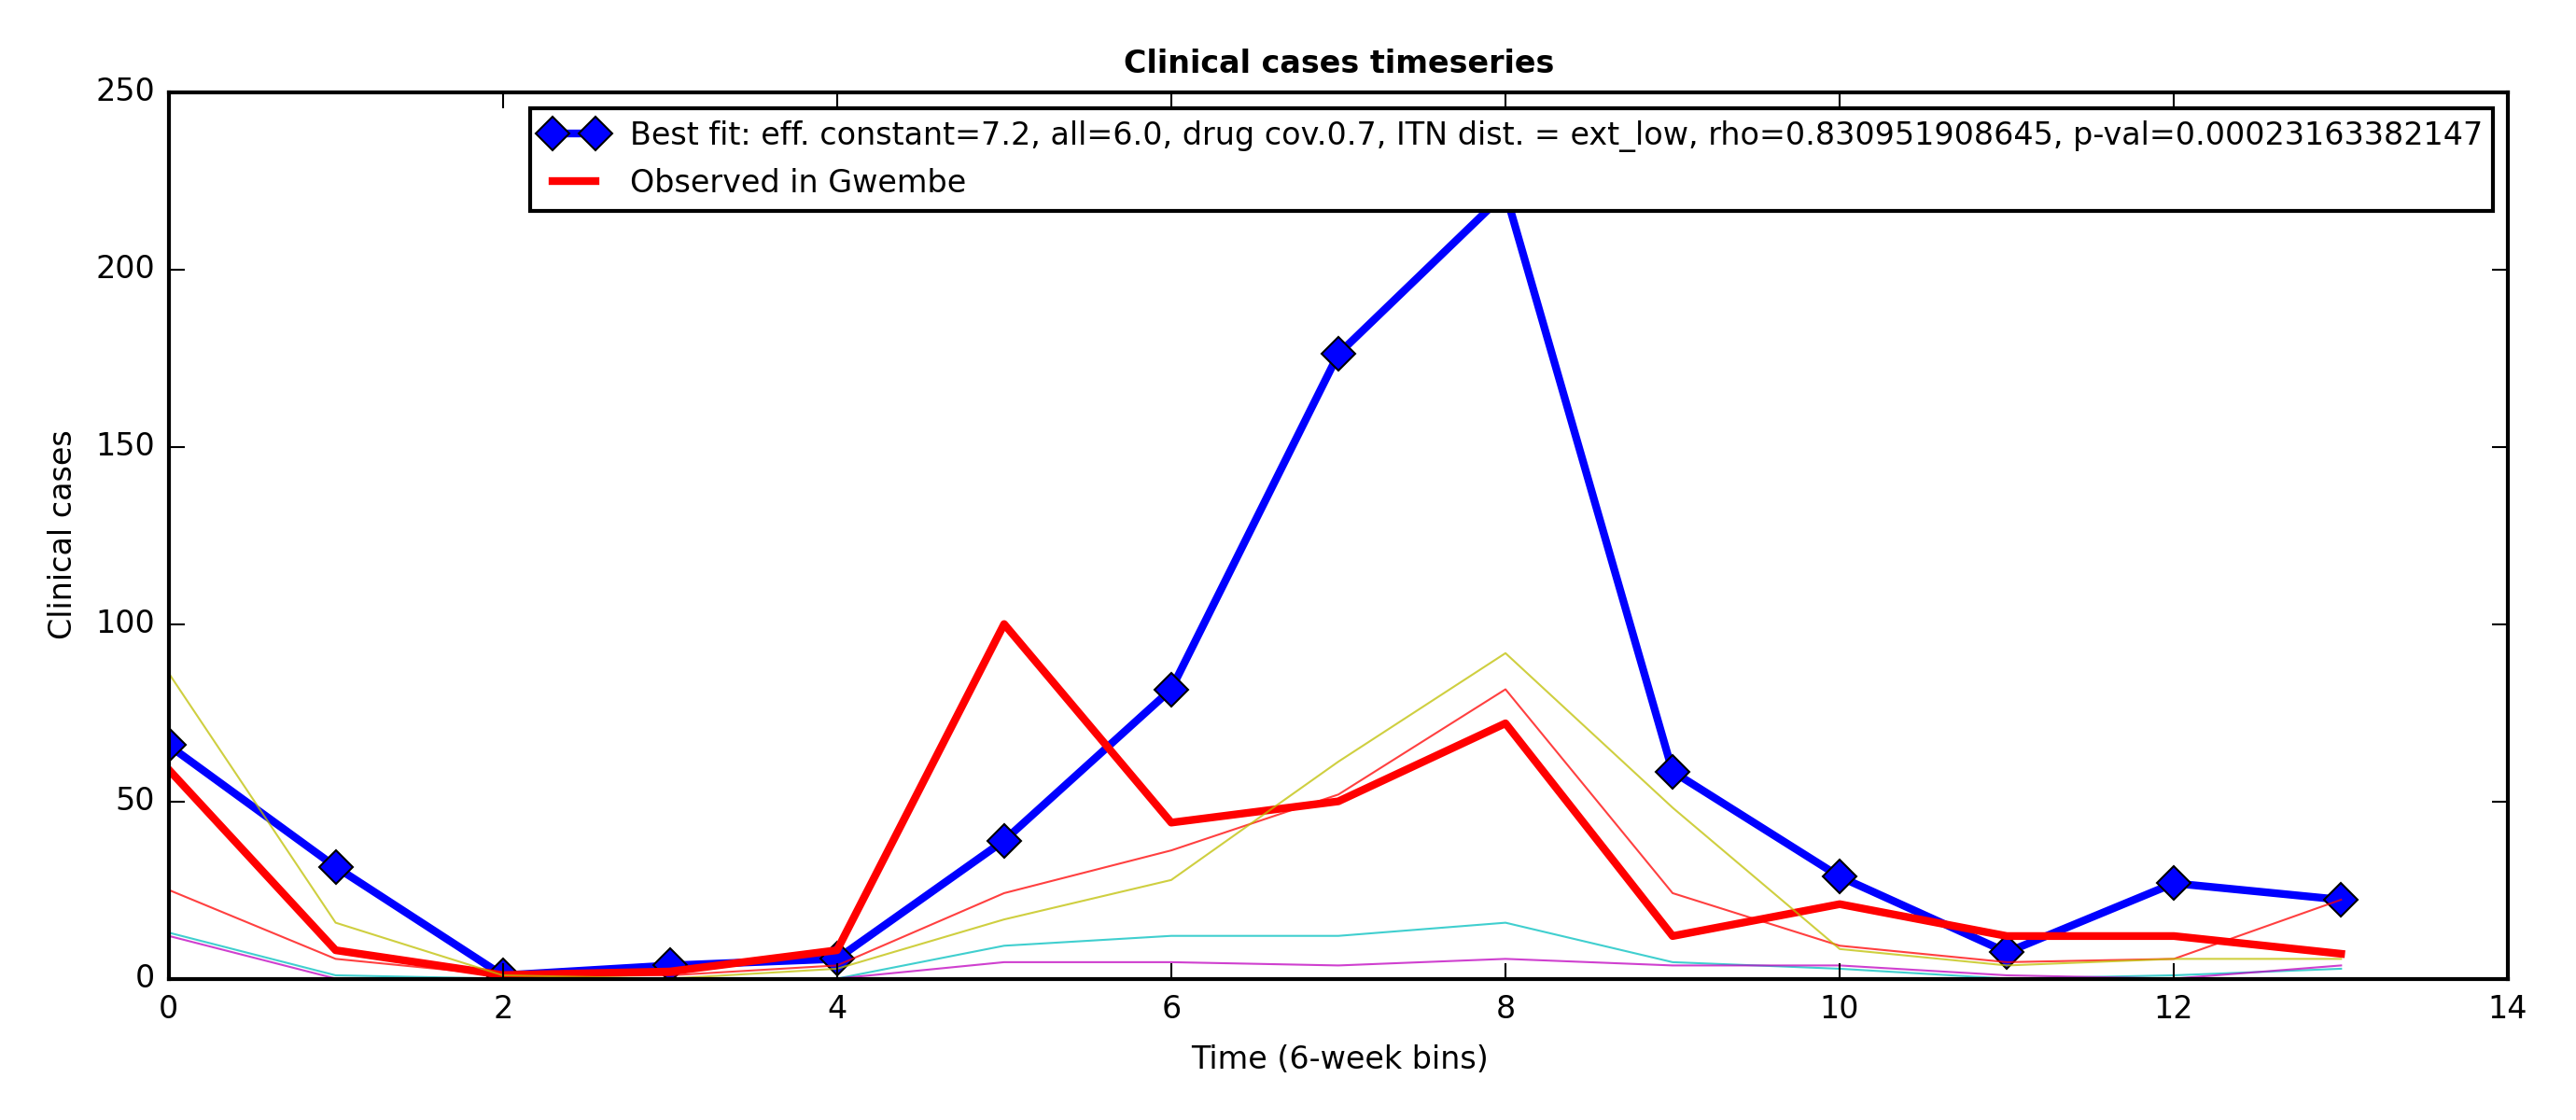 Clinical cases timeseries
250
200
150
100
50
0
Clinical cases
Best fit: eff. constant=7.2, all=6.0, drug cov.0.7, ITN dist. = ext_low, rho=0.830951908645, p-val=0.00023163382147
Observed in Gwembe
0 2 4 6 8 10 12 14
Time (6-week bins)